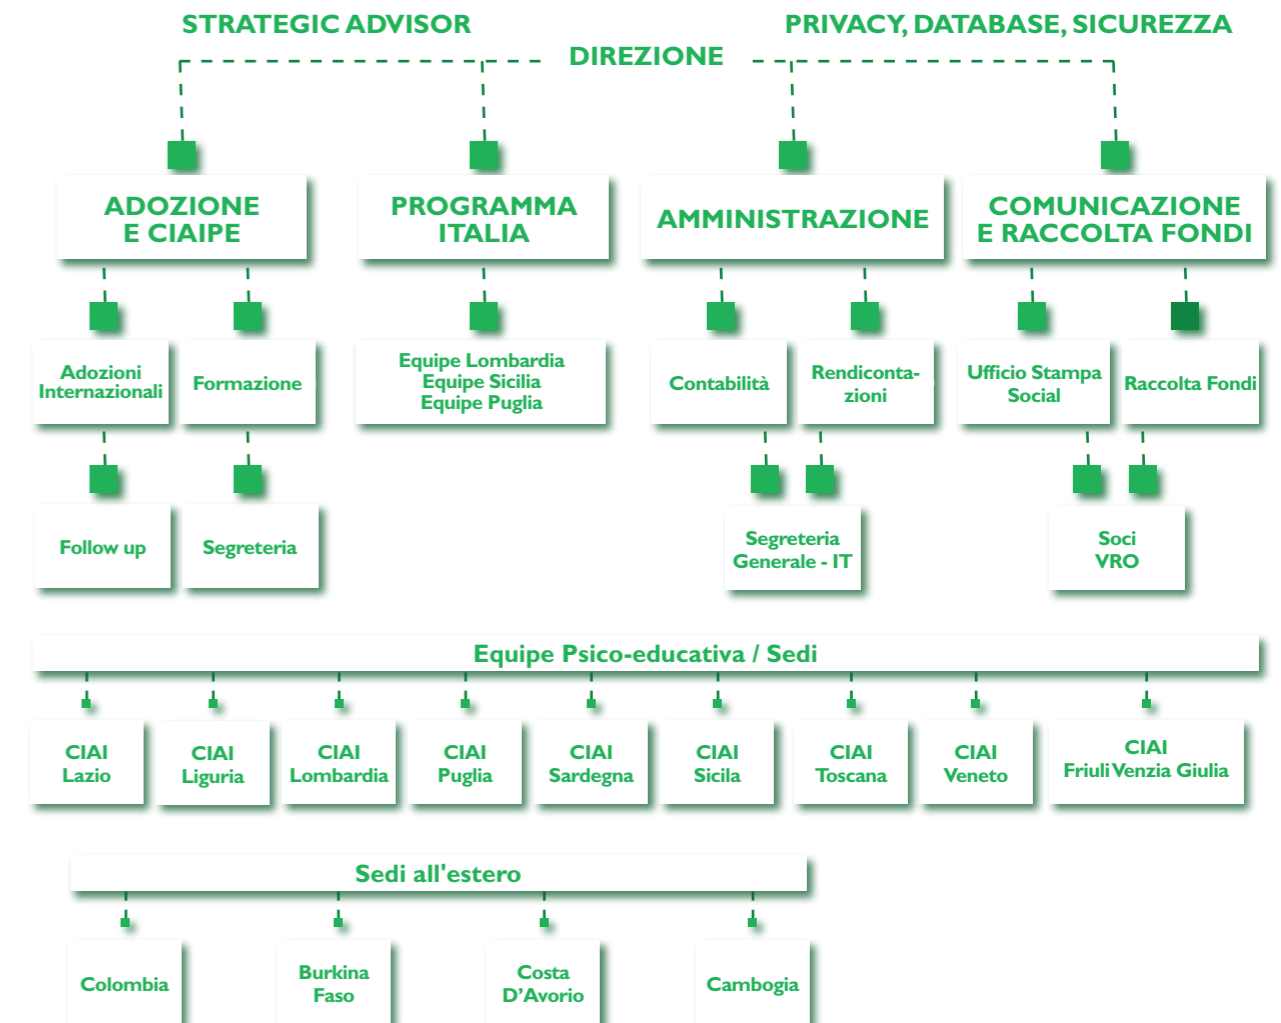 STRATEGIC ADVISOR
PRIVACY, DATABASE, SICUREZZA
DIREZIONE
ADOZIONE
E CIAIPE
PROGRAMMA
ITALIA
AMMINISTRAZIONE
COMUNICAZIONE
E RACCOLTA FONDI
Adozioni
Internazionali
Formazione
Equipe Lombardia
Equipe Sicilia
Equipe Puglia
Contabilità
Rendiconta-
zioni
Ufficio Stampa
Social
Raccolta Fondi
Follow up
Segreteria
Segreteria
Generale - IT
Soci
VRO
Equipe Psico-educativa / Sedi
CIAI
Lazio
CIAI
Liguria
CIAI
Lombardia
CIAI
Puglia
CIAI
Sardegna
CIAI
Sicila
CIAI
Toscana
CIAI
Veneto
CIAI
Friuli Venzia Giulia
Sedi all'estero
Colombia
Burkina
Faso
Costa
D’Avorio
Cambogia